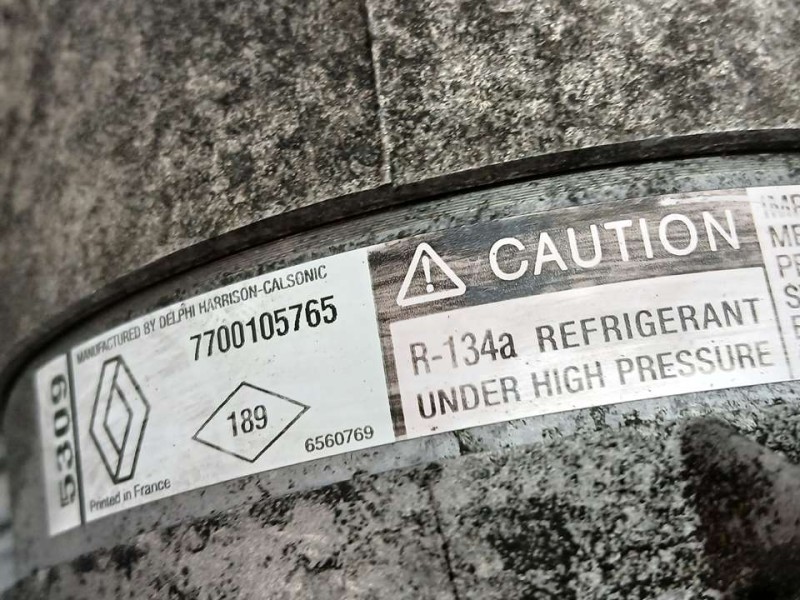 5309
MANUFACTURED BY DELPHI HARRISON-CALSONIC
7700105765
189
6560769
Printed in France
CAUTION
R-134a REFRIGERANT
UNDER HIGH PRESSURE